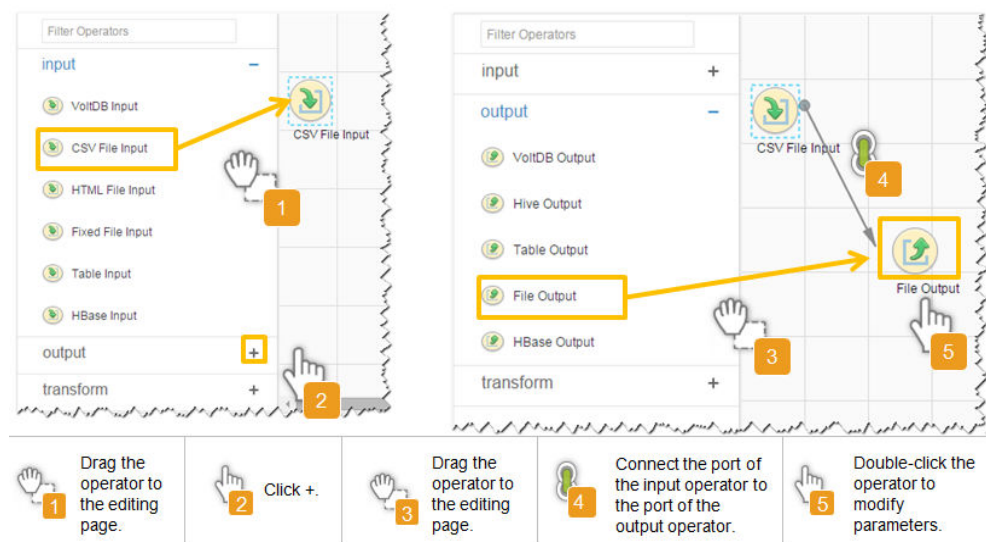 Filter Operators
input −
VoltDB Input
CSV File Input
HTML File Input
Fixed File Input
Table Input
HBase Input
output +
transform +
CSV File Input
1
2
Filter Operators
input +
output −
VoltDB Output
Hive Output
Table Output
File Output
HBase Output
transform +
CSV File Input
4
File Output
3
5
1
Drag the
operator to
the editing
page.
2
Click +.
3
Drag the
operator to
the editing
page.
4
Connect the port of
the input operator to
the port of the
output operator.
5
Double-click the
operator to
modify
parameters.